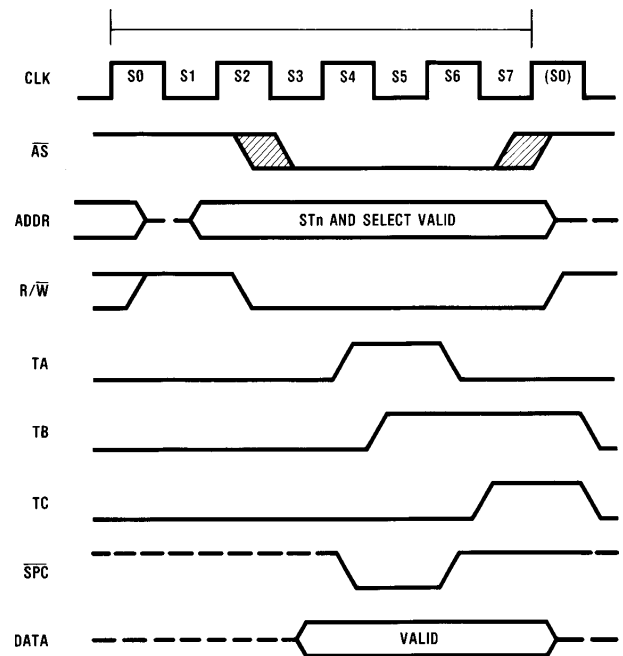 CLK S0 S1 S2 S3 S4 S5 S6 S7 (S0)
AS
ADDR STn AND SELECT VALID
R/W
TA
TB
TC
SPC
DATA VALID